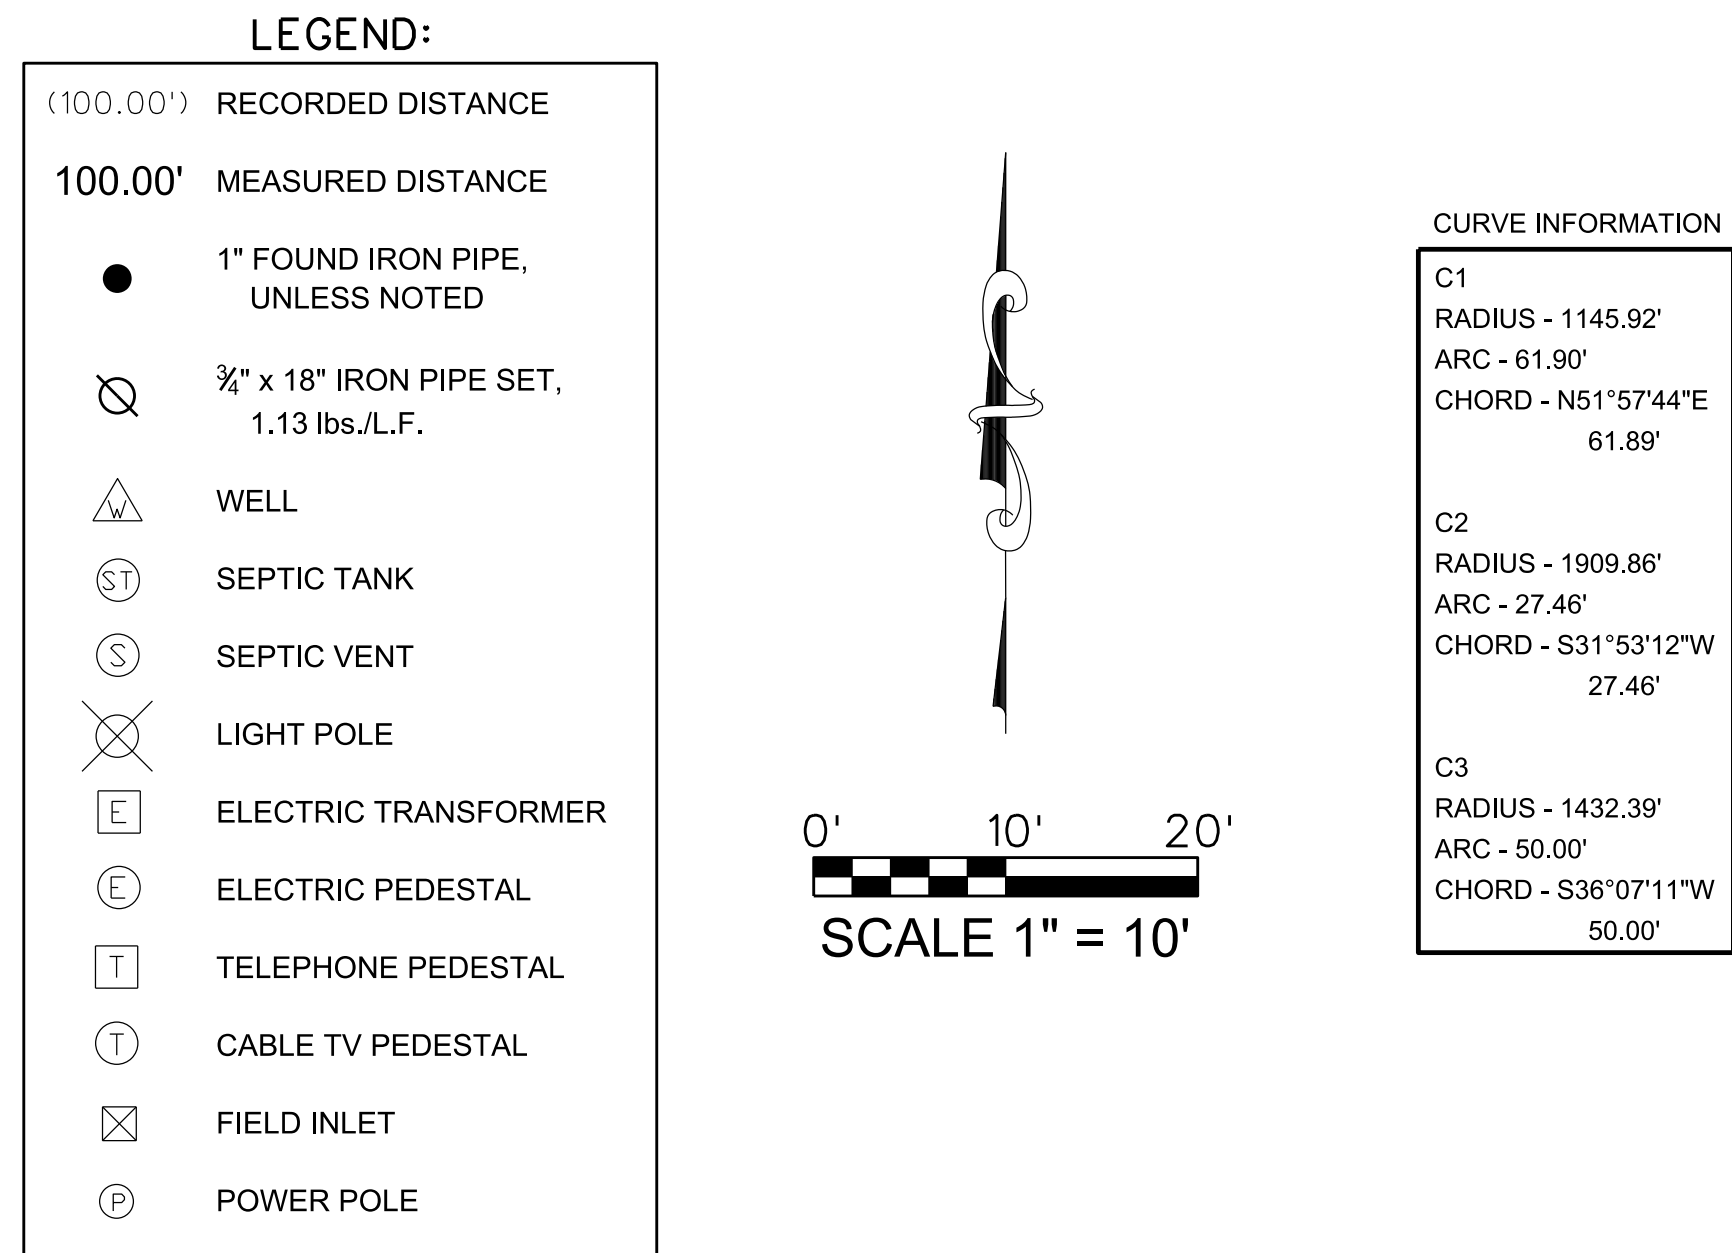 LEGEND:
(100.00') RECORDED DISTANCE
100.00' MEASURED DISTANCE
1" FOUND IRON PIPE,
UNLESS NOTED
¾" x 18" IRON PIPE SET,
1.13 lbs./L.F.
W WELL
ST SEPTIC TANK
S SEPTIC VENT
LIGHT POLE
E ELECTRIC TRANSFORMER
E ELECTRIC PEDESTAL
T TELEPHONE PEDESTAL
T CABLE TV PEDESTAL
FIELD INLET
P POWER POLE
0' 10' 20'
SCALE 1" = 10'
CURVE INFORMATION
C1
RADIUS - 1145.92'
ARC - 61.90'
CHORD - N51°57'44"E
61.89'
C2
RADIUS - 1909.86'
ARC - 27.46'
CHORD - S31°53'12"W
27.46'
C3
RADIUS - 1432.39'
ARC - 50.00'
CHORD - S36°07'11"W
50.00'